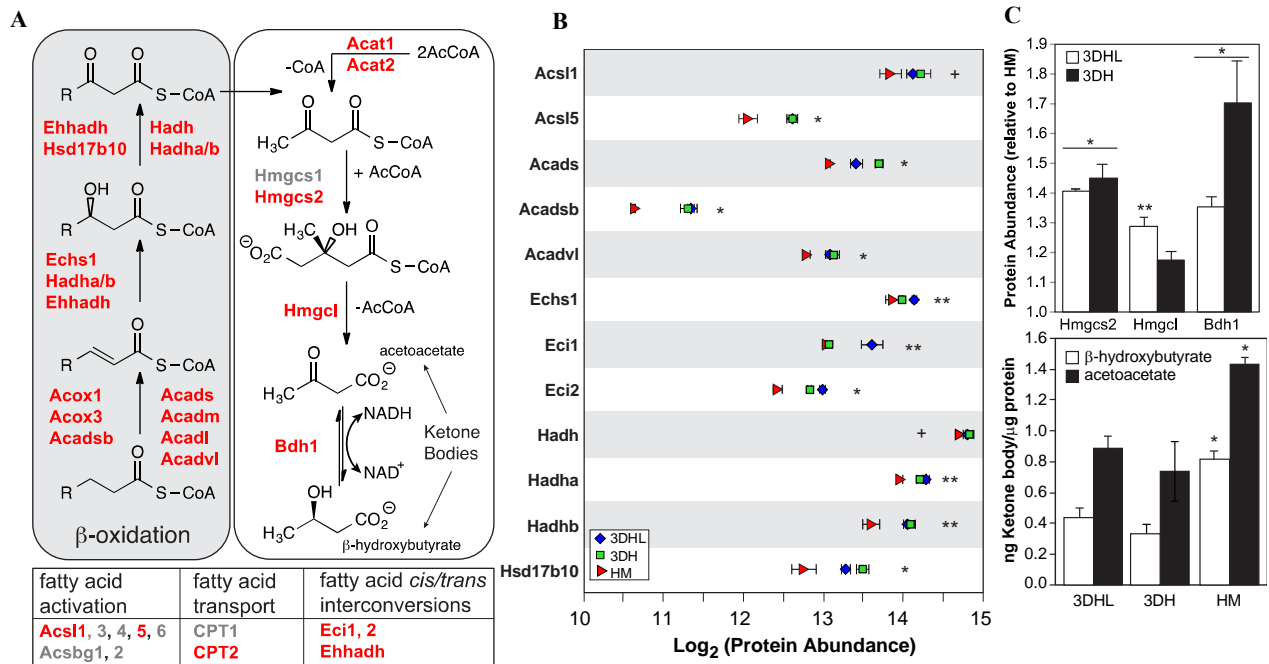 A
Acat1
Acat2
2AcCoA
-CoA
O O
R S–CoA
Ehhadh
Hsd17b10
Hadh
Hadha/b
O O
H3C S–CoA
Hmgcs1
Hmgcs2
+ AcCoA
OH O
R S–CoA
H3C OH O
⊖O2C S–CoA
Echs1
Hadha/b
Ehhadh
Hmgcl
-AcCoA
O
R S–CoA
acetoacetate
O
H3C CO2⊖
Acox1
Acox3
Acadsb
Acads
Acadm
Acadl
Acadvl
Bdh1
NADH
NAD+
Ketone
Bodies
O
R S–CoA
OH
H3C CO2⊖
β-hydroxybutyrate
β-oxidation
fatty acid activation
fatty acid transport
fatty acid cis/trans interconversions
Acsl1, 3, 4, 5, 6
CPT1
Eci1, 2
Acsbg1, 2
CPT2
Ehhadh
B
Acsl1 +
Acsl5 *
Acads *
Acadsb *
Acadvl *
Echs1 **
Eci1 **
Eci2 *
Hadh +
Hadha **
Hadhb **
Hsd17b10 *
3DHL
3DH
HM
10 11 12 13 14 15
Log2 (Protein Abundance)
C
Protein Abundance (relative to HM)
1.9
1.8
1.7
1.6
1.5
1.4
1.3
1.2
1.1
1.0
3DHL
3DH
*
*
**
Hmgcs2 Hmgcl Bdh1
ng Ketone body/µg protein
1.6
1.4
1.2
1.0
0.8
0.6
0.4
0.2
0.0
β-hydroxybutyrate
acetoacetate
*
*
3DHL 3DH HM